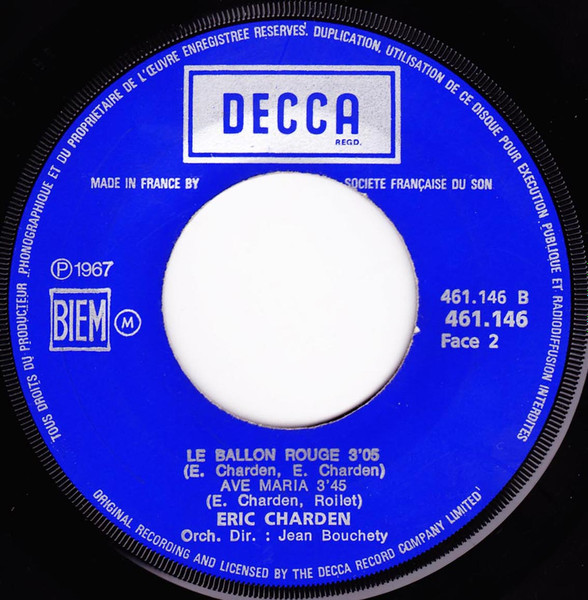 TOUS DROITS DU PRODUCTEUR PHONOGRAPHIQUE ET DU PROPRIETAIRE DE L'ŒUVRE ENREGISTREE RESERVES. DUPLICATION, UTILISATION DE CE DISQUE POUR EXECUTION PUBLIQUE ET RADIODIFFUSION INTERDITES
DECCA
REGD.
MADE IN FRANCE BY SOCIETE FRANÇAISE DU SON
Ⓟ 1967
BIEM Ⓜ
461.146 B
461.146
Face 2
LE BALLON ROUGE 3'05
(E. Charden, E. Charden)
AVE MARIA 3'45
(E. Charden, Roilet)
ERIC CHARDEN
Orch. Dir. : Jean Bouchety
ORIGINAL RECORDING AND LICENSED BY THE DECCA RECORD COMPANY LIMITED'